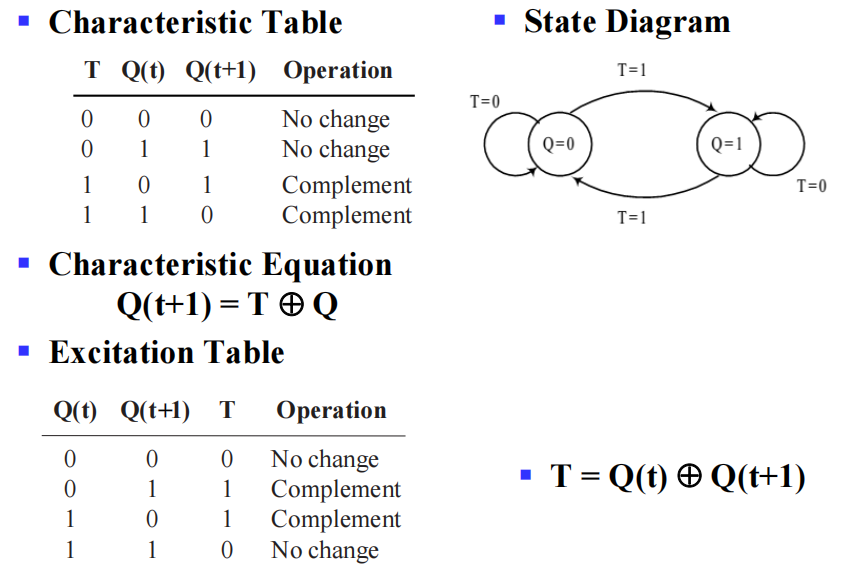 ▪ Characteristic Table
T Q(t) Q(t+1) Operation
0 0 0 No change
0 1 1 No change
1 0 1 Complement
1 1 0 Complement
▪ State Diagram
T=1
T=0
Q=0
Q=1
T=0
T=1
▪ Characteristic Equation
Q(t+1) = T ⊕ Q
▪ Excitation Table
Q(t) Q(t+1) T Operation
0 0 0 No change
0 1 1 Complement
1 0 1 Complement
1 1 0 No change
▪ T = Q(t) ⊕ Q(t+1)